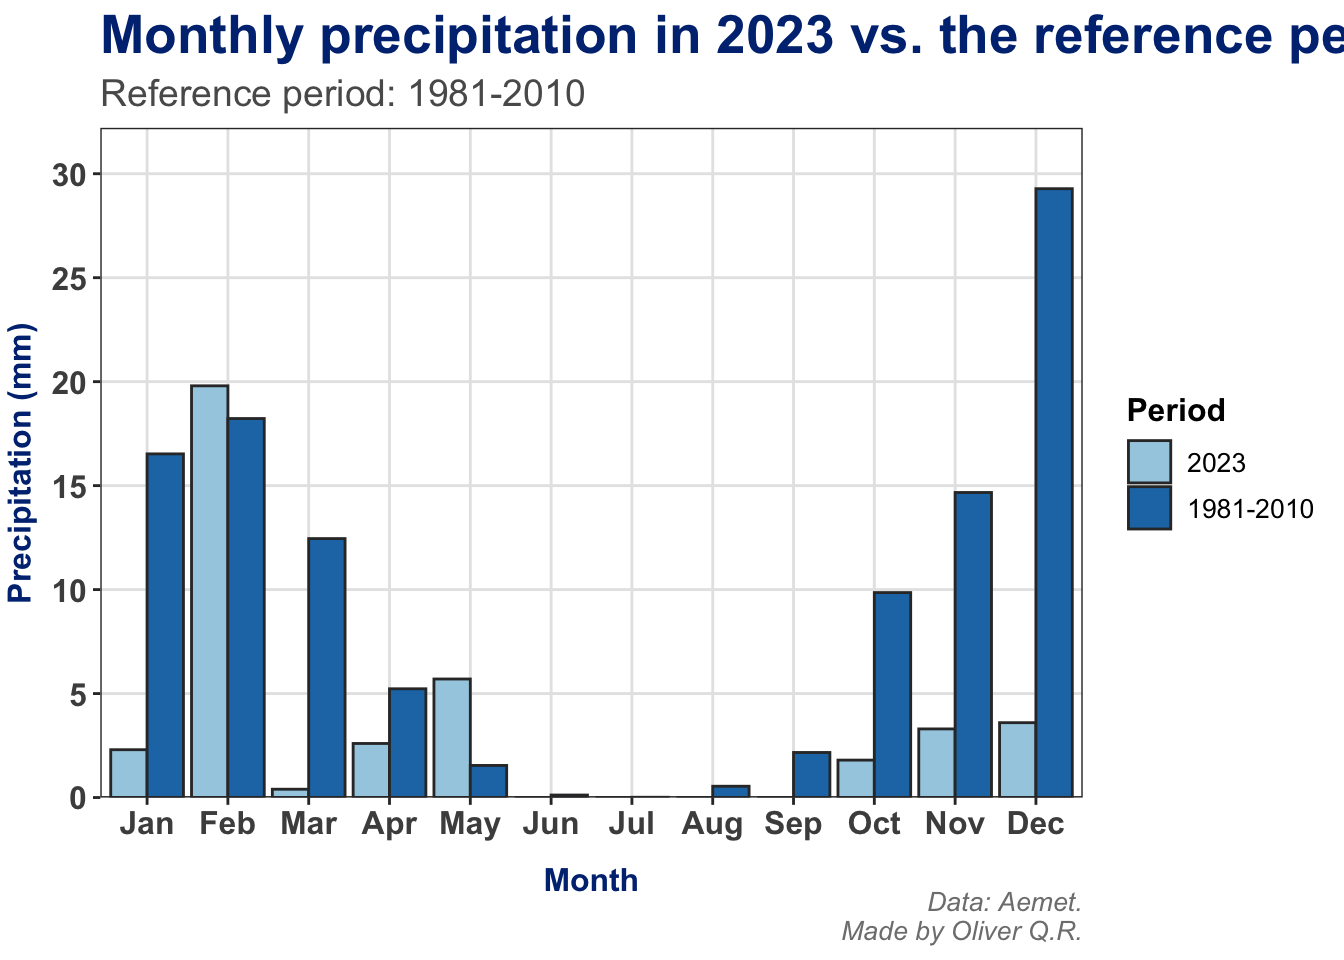 Monthly precipitation in 2023 vs. the reference pe
Reference period: 1981-2010
30
25
20
15
10
5
0
Precipitation (mm)
Jan Feb Mar Apr May Jun Jul Aug Sep Oct Nov Dec
Month
Period
2023
1981-2010
Data: Aemet.
Made by Oliver Q.R.